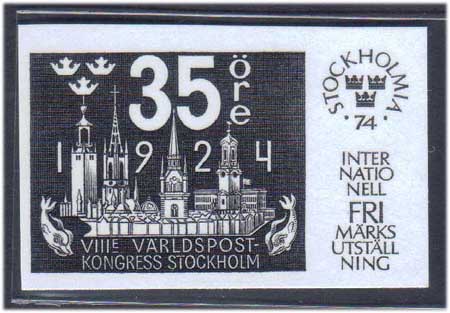 35 öre
1924
VIIIE VÄRLDSPOST-
KONGRESS STOCKHOLM
STOCKHOLMIA
· 74 ·
INTER
NATIO
NELL
FRI
MÄRKS
UTSTÄLL
NING